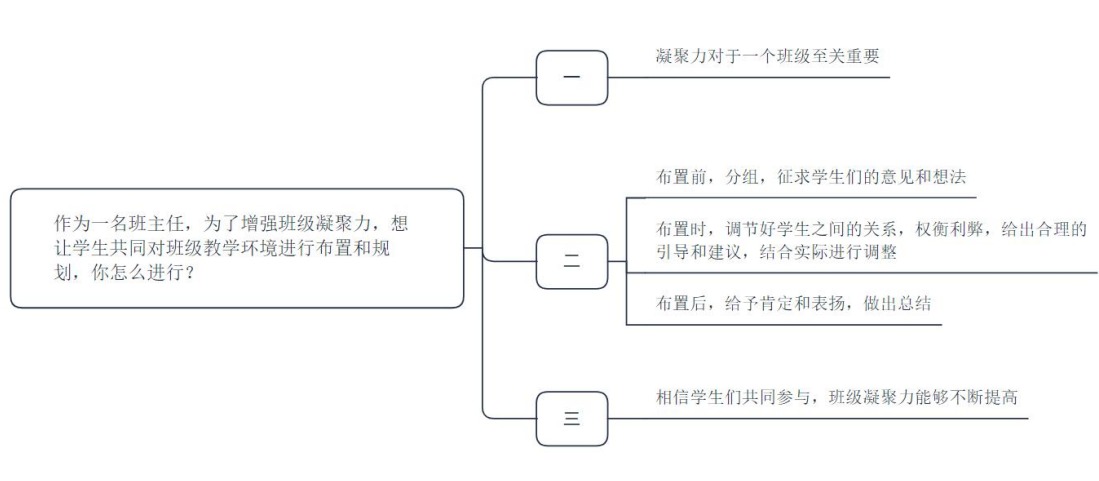 作为一名班主任，为了增强班级凝聚力，想
让学生共同对班级教学环境进行布置和规
划，你怎么进行？
一
凝聚力对于一个班级至关重要
二
布置前，分组，征求学生们的意见和想法
布置时，调节好学生之间的关系，权衡利弊，给出合理的
引导和建议，结合实际进行调整
布置后，给予肯定和表扬，做出总结
三
相信学生们共同参与，班级凝聚力能够不断提高